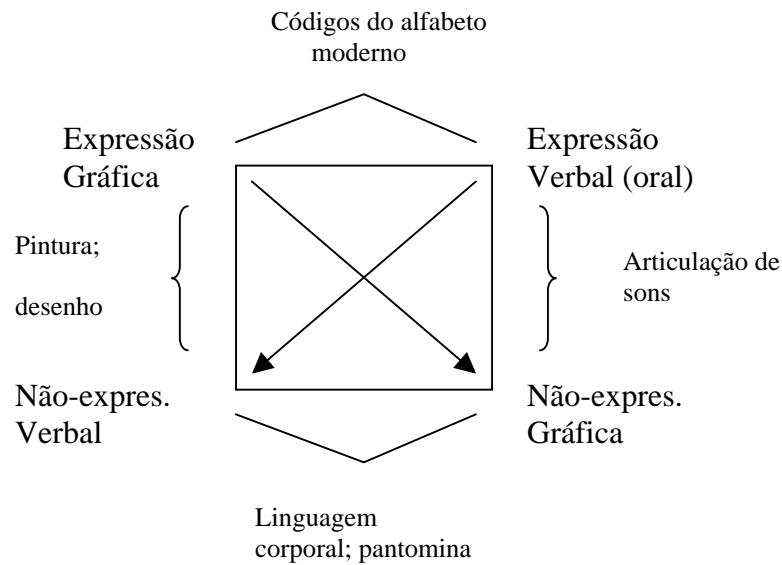 Códigos do alfabeto
moderno
Expressão
Gráfica
Expressão
Verbal (oral)
Pintura;
desenho
Articulação de
sons
Não-expres.
Verbal
Não-expres.
Gráfica
Linguagem
corporal; pantomina